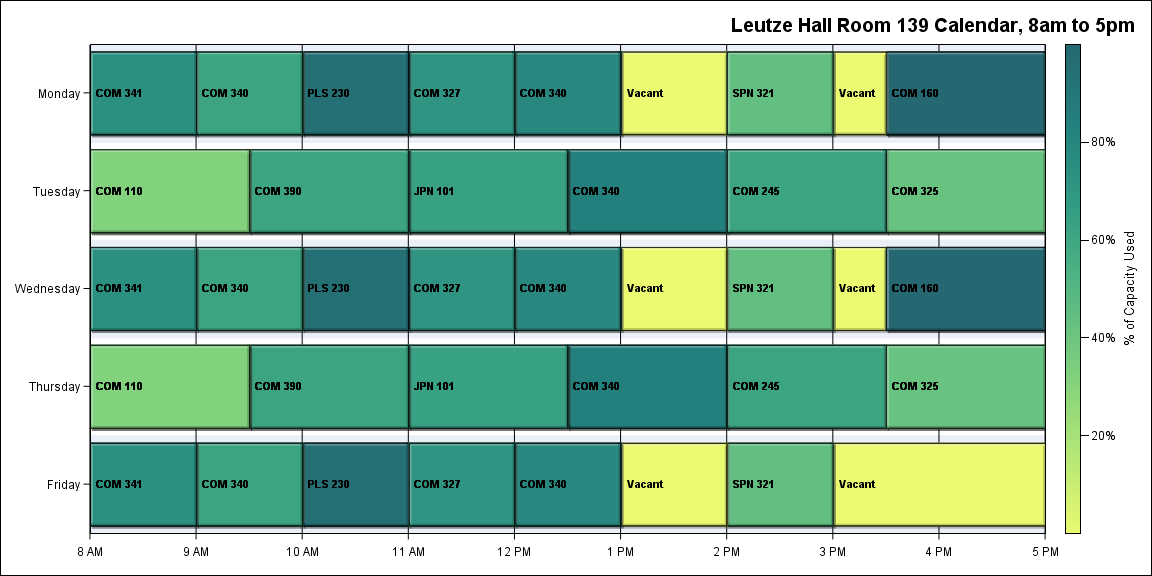 Leutze Hall Room 139 Calendar, 8am to 5pm
Monday
COM 341
COM 340
PLS 230
COM 327
COM 340
Vacant
SPN 321
Vacant
COM 160
Tuesday
COM 110
COM 390
JPN 101
COM 340
COM 245
COM 325
Wednesday
COM 341
COM 340
PLS 230
COM 327
COM 340
Vacant
SPN 321
Vacant
COM 160
Thursday
COM 110
COM 390
JPN 101
COM 340
COM 245
COM 325
Friday
COM 341
COM 340
PLS 230
COM 327
COM 340
Vacant
SPN 321
Vacant
8 AM
9 AM
10 AM
11 AM
12 PM
1 PM
2 PM
3 PM
4 PM
5 PM
80%
60%
40%
20%
% of Capacity Used